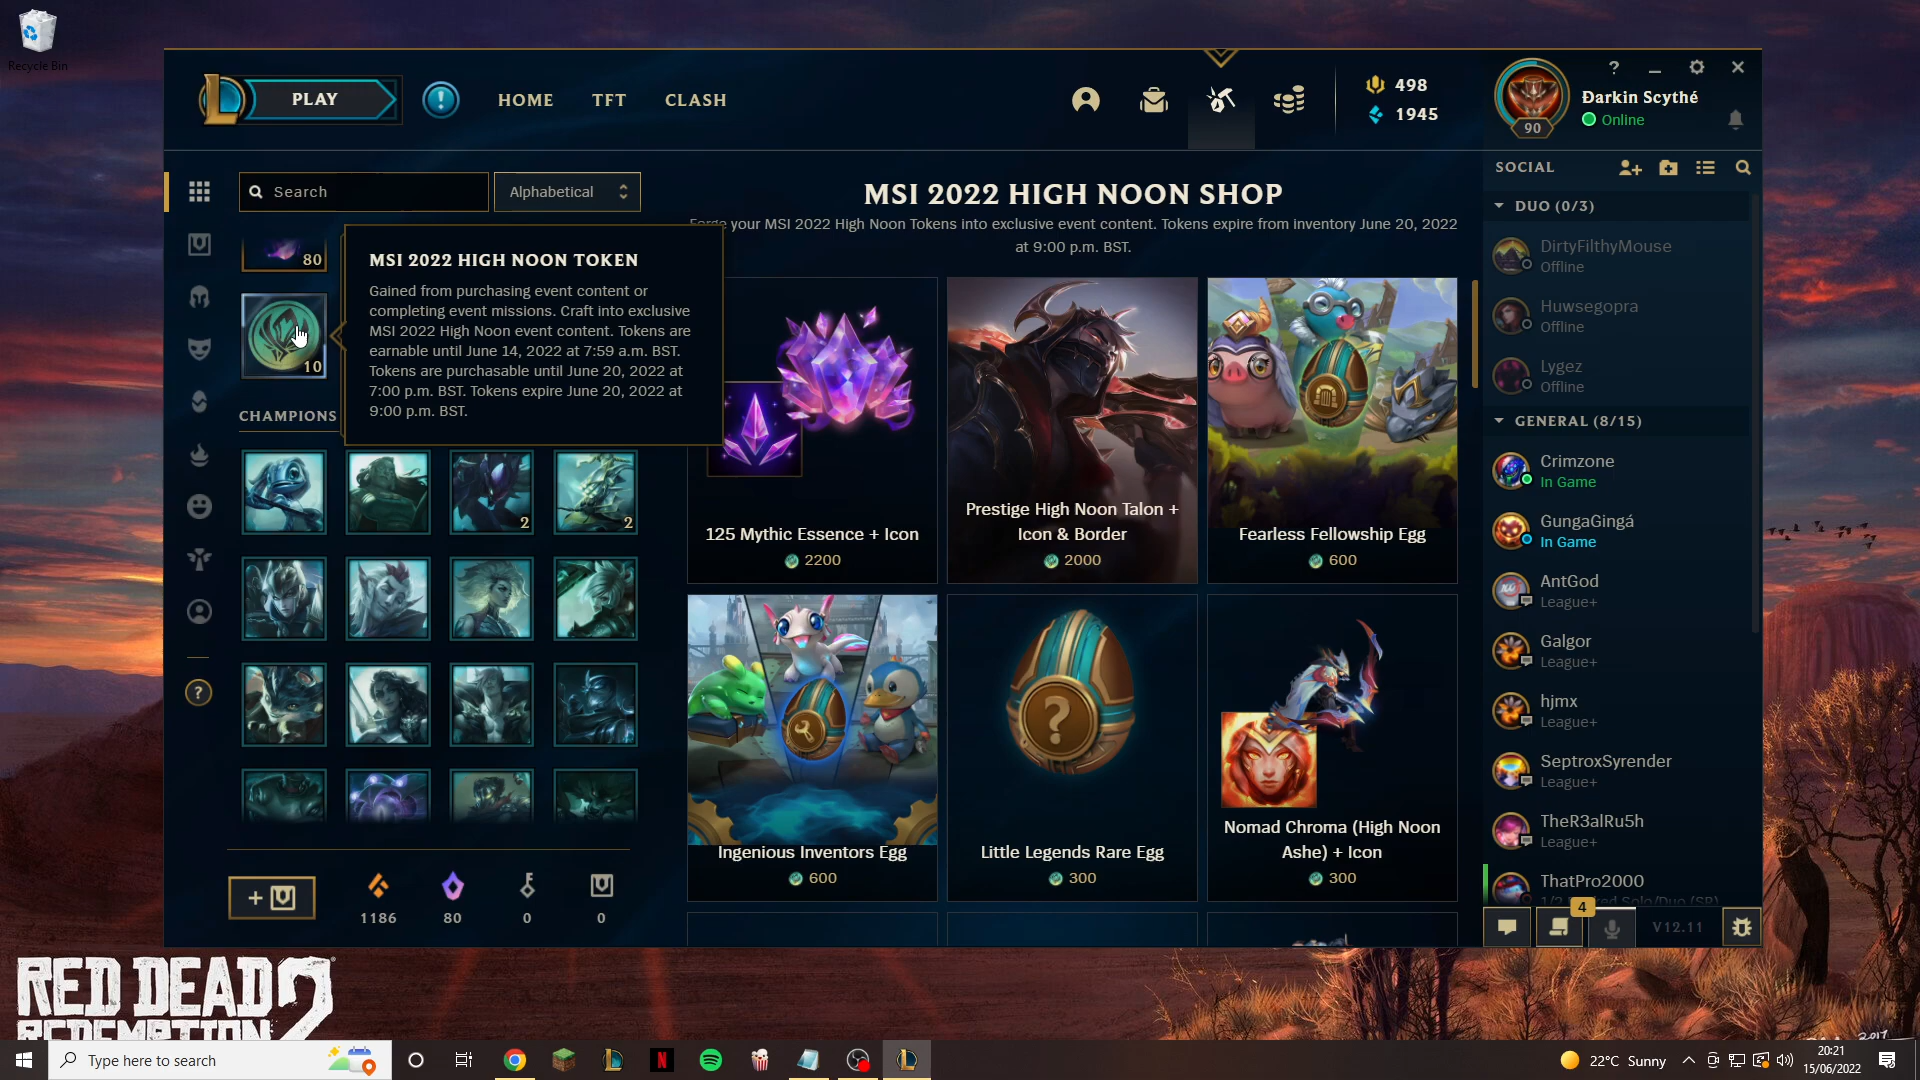 Recycle Bin
PLAY
HOME
TFT
CLASH
498
1945
90
?
Ðarkin Scythé
Online
Search
Alphabetical
MSI 2022 HIGH NOON SHOP
Forge your MSI 2022 High Noon Tokens into exclusive event content. Tokens expire from inventory June 20, 2022
at 9:00 p.m. BST.
SOCIAL
DUO (0/3)
DirtyFilthyMouse
Offline
Huwsegopra
Offline
Lygez
Offline
GENERAL (8/15)
Crimzone
In Game
GungaGingá
In Game
AntGod
League+
Galgor
League+
hjmx
League+
SeptroxSyrender
League+
TheR3alRu5h
League+
ThatPro2000
4
V12.11
80
10
MSI 2022 HIGH NOON TOKEN
Gained from purchasing event content or
completing event missions. Craft into exclusive
MSI 2022 High Noon event content. Tokens are
earnable until June 14, 2022 at 7:59 a.m. BST.
Tokens are purchasable until June 20, 2022 at
7:00 p.m. BST. Tokens expire June 20, 2022 at
9:00 p.m. BST.
CHAMPIONS
2
2
?
+
1186
80
0
0
125 Mythic Essence + Icon
2200
Prestige High Noon Talon +
Icon & Border
2000
Fearless Fellowship Egg
600
Ingenious Inventors Egg
600
?
Little Legends Rare Egg
300
Nomad Chroma (High Noon
Ashe) + Icon
300
RED DEAD
REDEMPTION 2
2017
Type here to search
22°C Sunny
20:21
15/06/2022